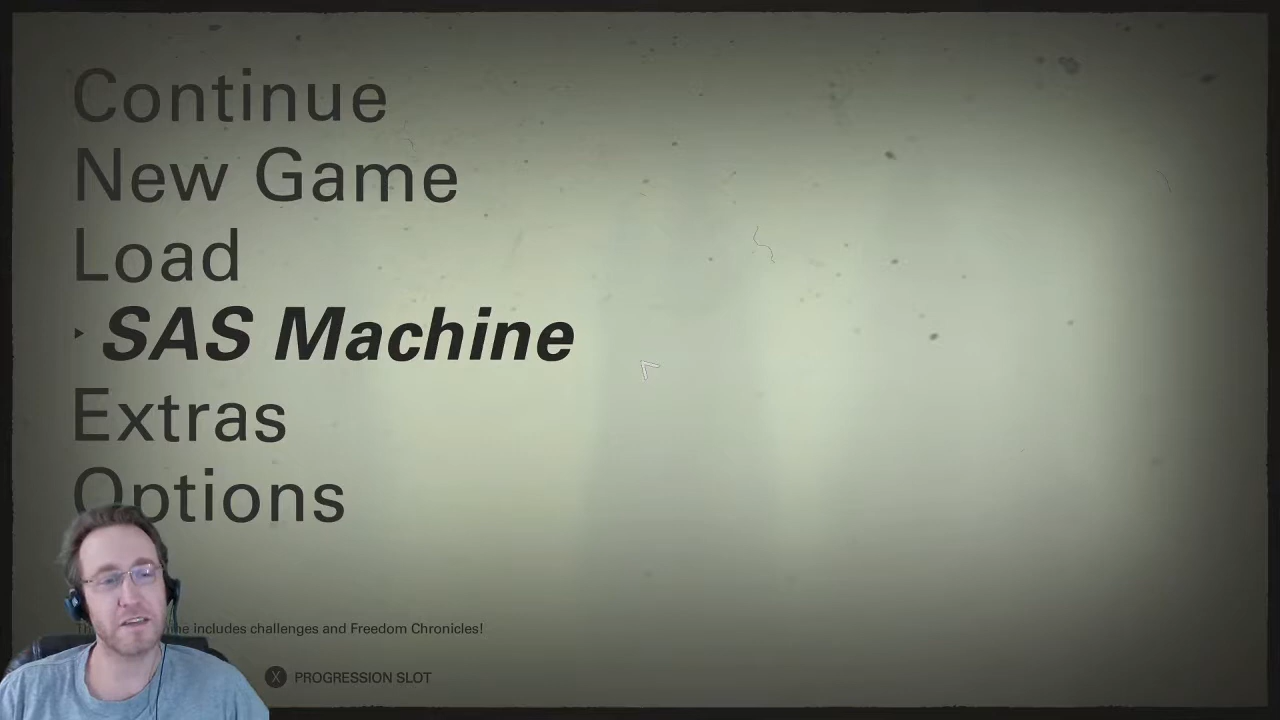 Continue
New Game
Load
SAS Machine
Extras
Options
includes challenges and Freedom Chronicles!
X PROGRESSION SLOT